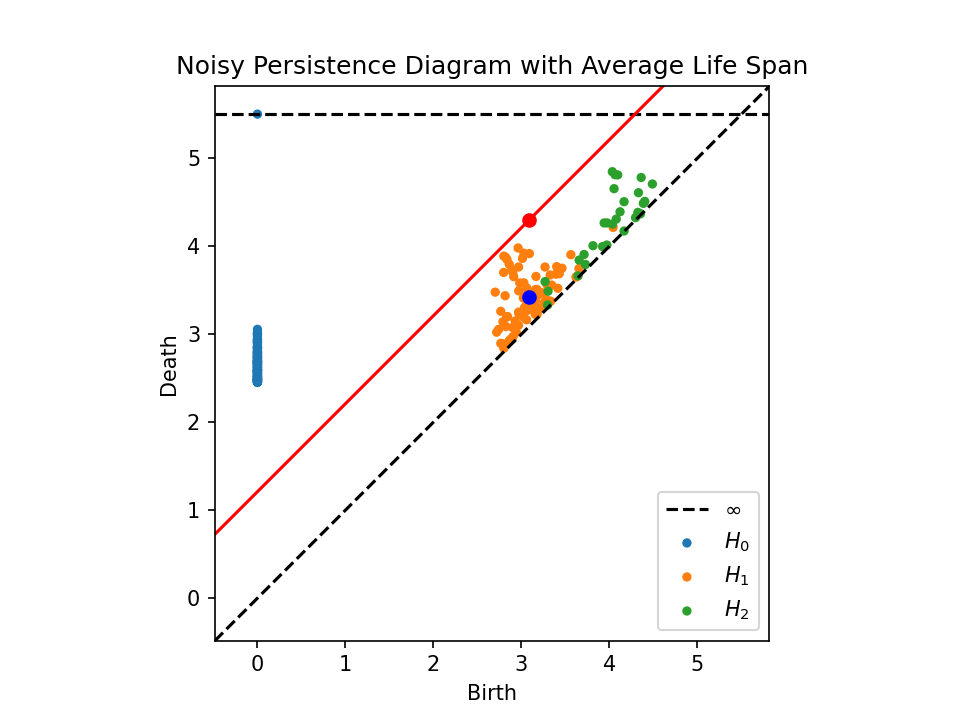 Noisy Persistence Diagram with Average Life Span
Death
5
4
3
2
1
0
∞
H₀
H₁
H₂
0 1 2 3 4 5
Birth